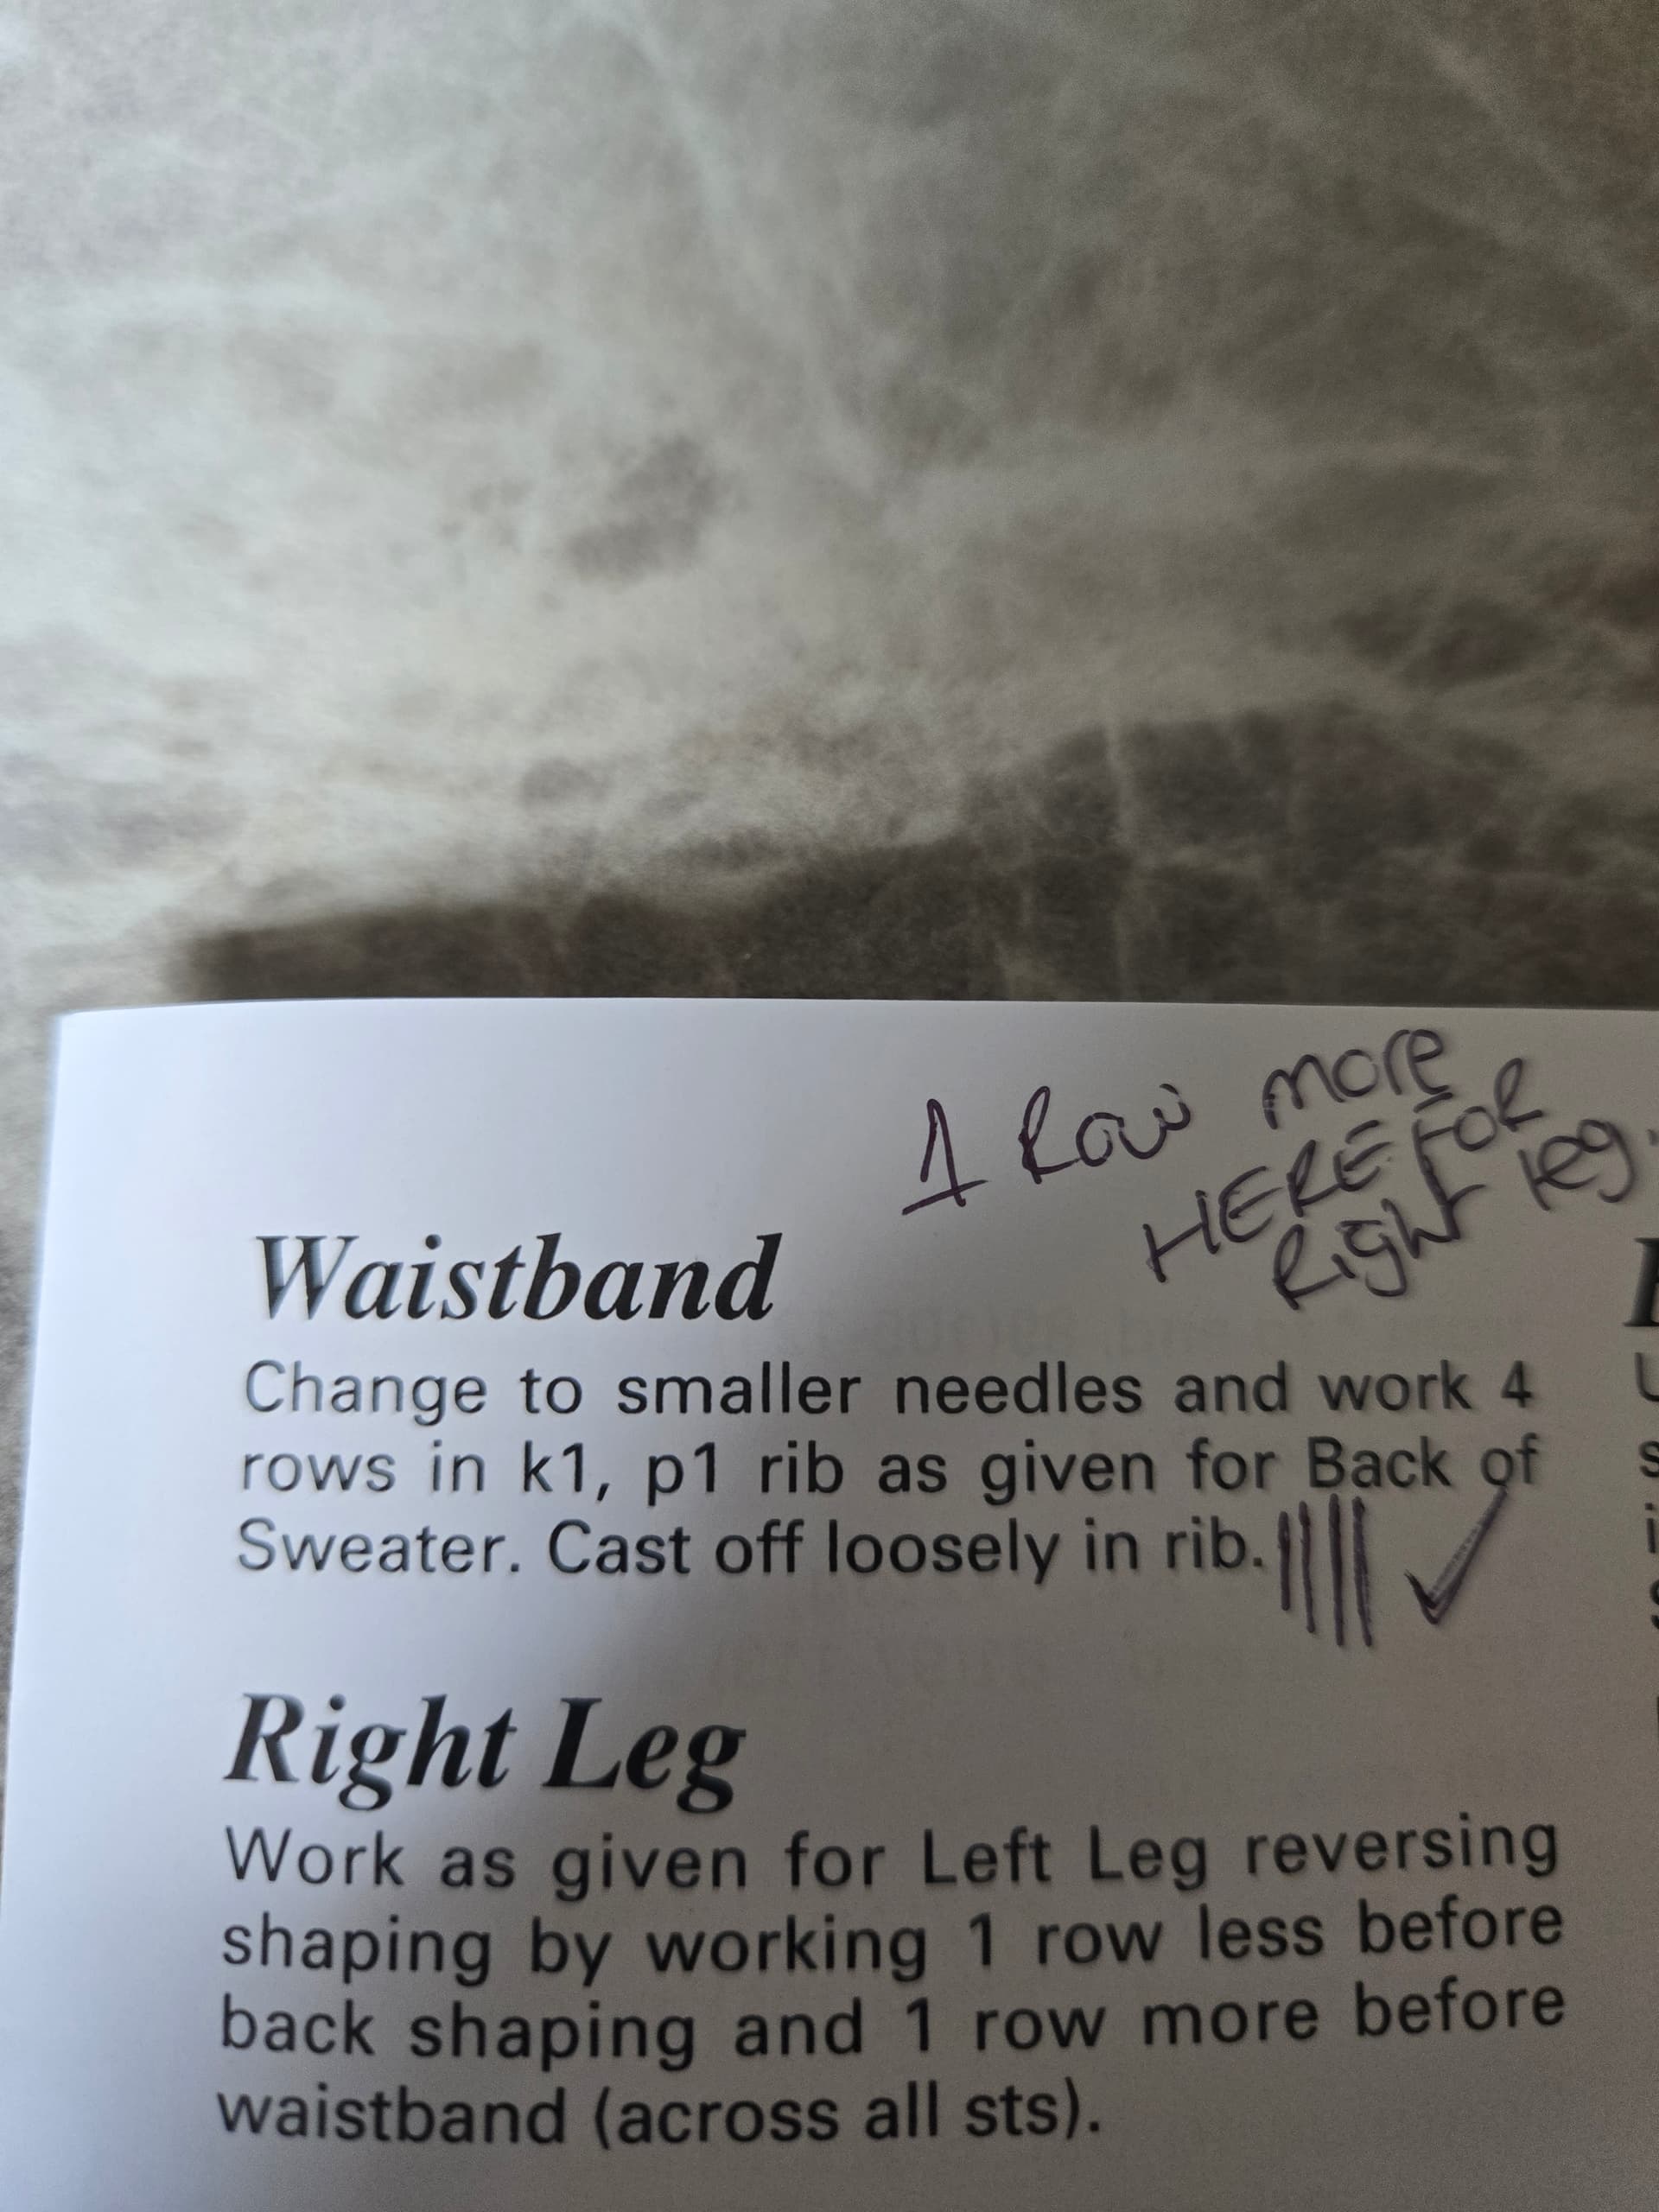 1 Row more
HERE FOR
Right leg.
Waistband
Change to smaller needles and work 4
rows in k1, p1 rib as given for Back of
Sweater. Cast off loosely in rib.
Right Leg
Work as given for Left Leg reversing
shaping by working 1 row less before
back shaping and 1 row more before
waistband (across all sts).